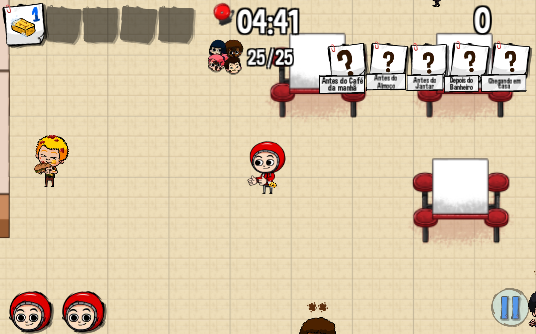 1
04:41
0
25/25
?
?
?
?
?
Antes do Café
da manhã
Antes do
Almoço
Antes do
Jantar
Depois do
Banheiro
Chegando em
Casa